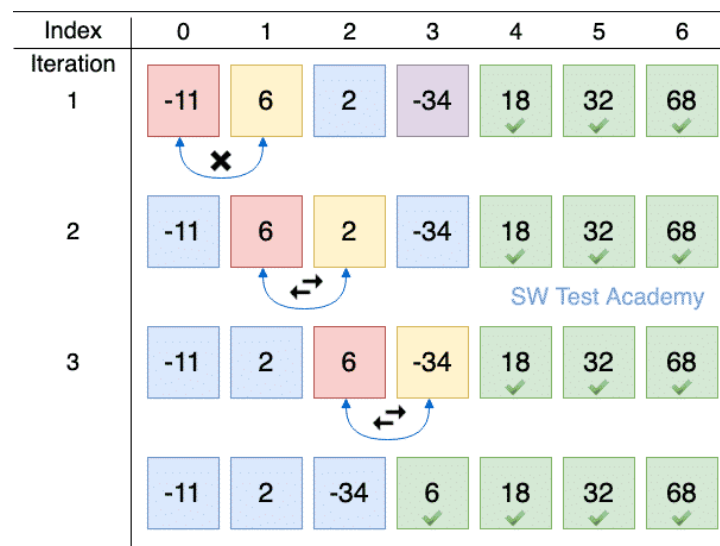 Index 0 1 2 3 4 5 6
Iteration
1 -11 6 2 -34 18 32 68
2 -11 6 2 -34 18 32 68
SW Test Academy
3 -11 2 6 -34 18 32 68
-11 2 -34 6 18 32 68